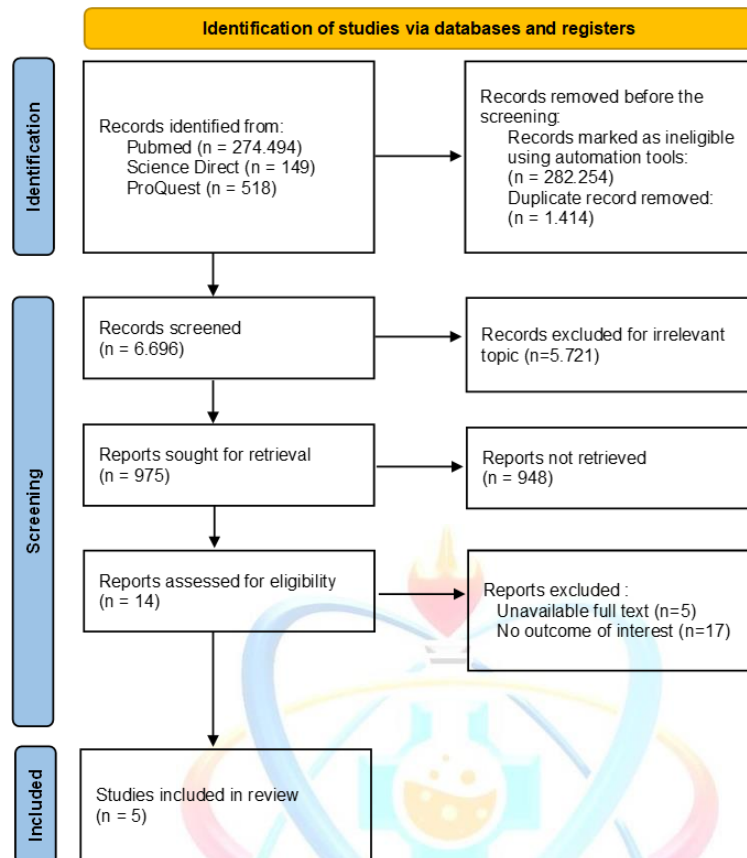 Identification of studies via databases and registers
Identification
Records identified from:
Pubmed (n = 274.494)
Science Direct (n = 149)
ProQuest (n = 518)
Records removed before the
screening:
Records marked as ineligible
using automation tools:
(n = 282.254)
Duplicate record removed:
(n = 1.414)
Screening
Records screened
(n = 6.696)
Records excluded for irrelevant
topic (n=5.721)
Reports sought for retrieval
(n = 975)
Reports not retrieved
(n = 948)
Reports assessed for eligibility
(n = 14)
Reports excluded :
Unavailable full text (n=5)
No outcome of interest (n=17)
Included
Studies included in review
(n = 5)